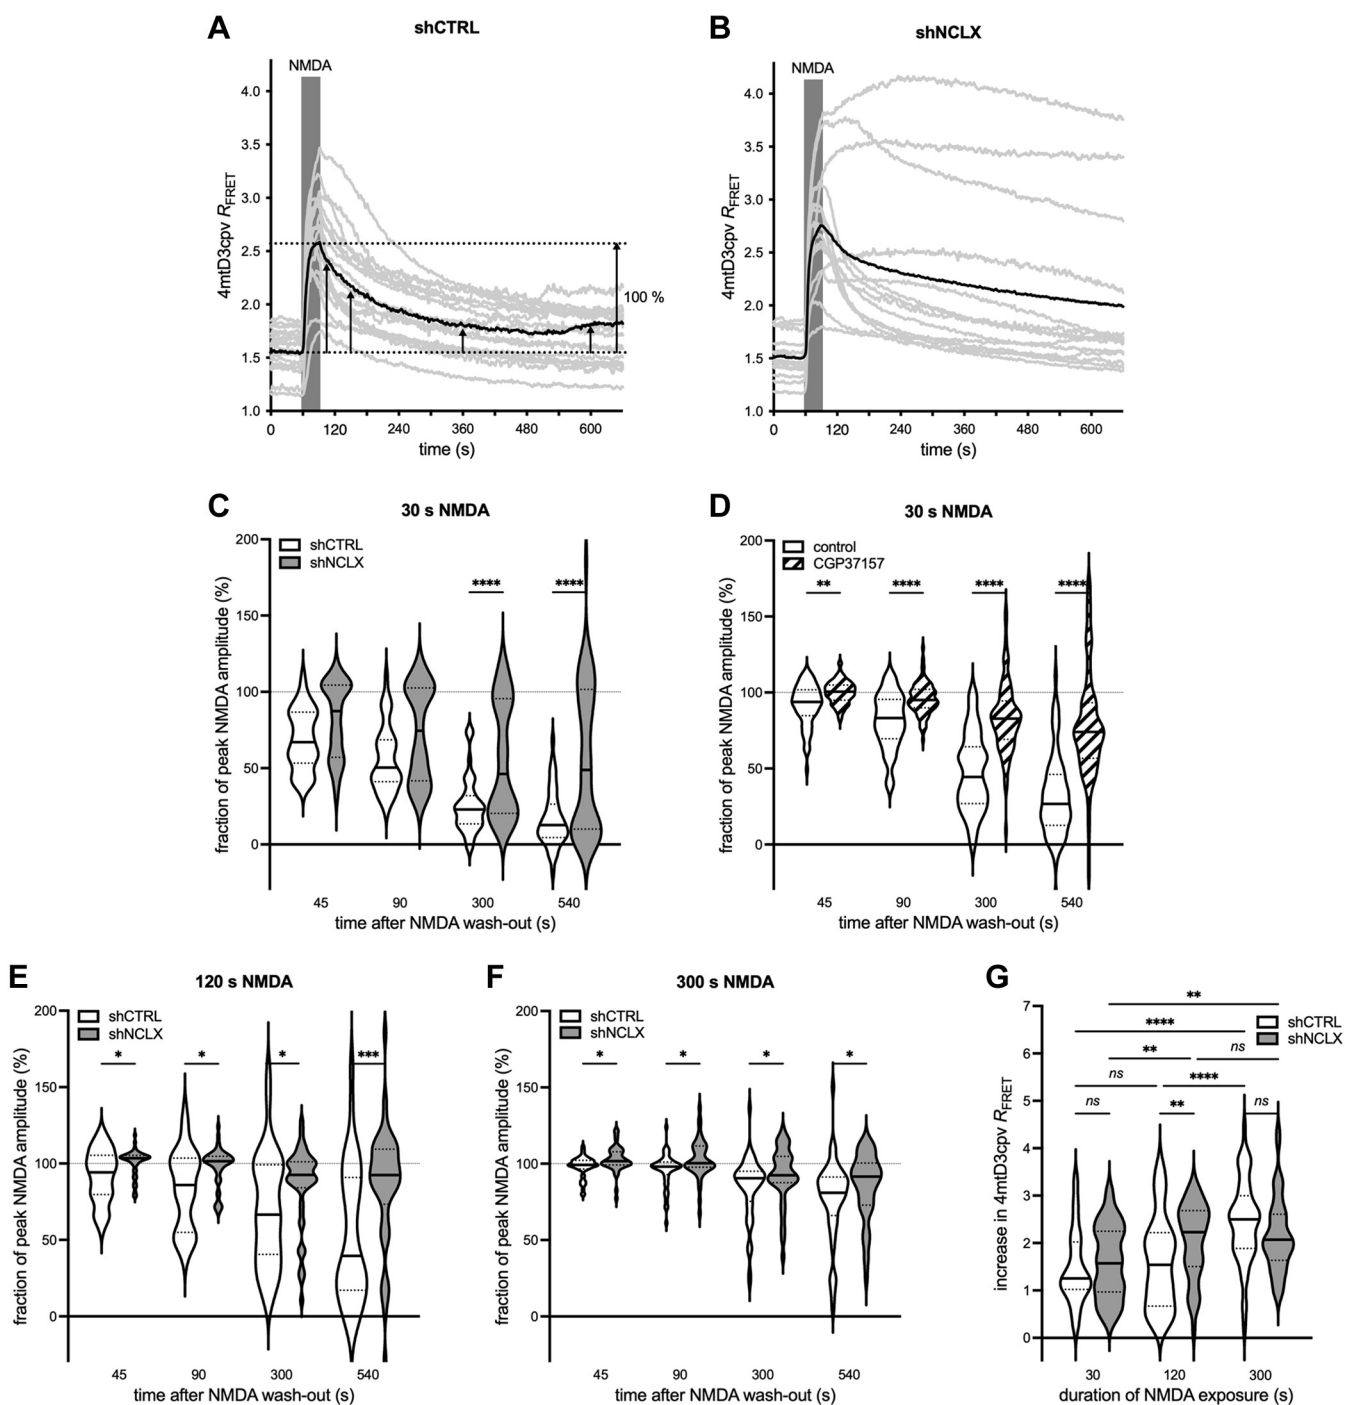 A
shCTRL
NMDA
4mtD3cpv RFRET
4.0
3.5
3.0
2.5
2.0
1.5
1.0
100 %
0 120 240 360 480 600
time (s)
B
shNCLX
NMDA
4mtD3cpv RFRET
4.0
3.5
3.0
2.5
2.0
1.5
1.0
0 120 240 360 480 600
time (s)
C
30 s NMDA
shCTRL
shNCLX
fraction of peak NMDA amplitude (%)
200
150
100
50
0
**** ****
45 90 300 540
time after NMDA wash-out (s)
D
30 s NMDA
control
CGP37157
fraction of peak NMDA amplitude (%)
200
150
100
50
0
** **** **** ****
45 90 300 540
time after NMDA wash-out (s)
E
120 s NMDA
shCTRL
shNCLX
fraction of peak NMDA amplitude (%)
200
150
100
50
0
* * * ***
45 90 300 540
time after NMDA wash-out (s)
F
300 s NMDA
shCTRL
shNCLX
fraction of peak NMDA amplitude (%)
200
150
100
50
0
* * * *
45 90 300 540
time after NMDA wash-out (s)
G
shCTRL
shNCLX
increase in 4mtD3cpv RFRET
7
6
5
4
3
2
1
0
**
****
** ns
ns ****
ns ** ns
30 120 300
duration of NMDA exposure (s)